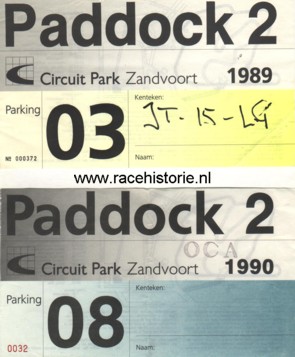 Paddock 2
Circuit Park Zandvoort 1989
Parking
03
Kenteken:
JT-15-LG
Nº 000372
Naam:
www.racehistorie.nl
Paddock 2
OCA
Circuit Park Zandvoort 1990
Parking
08
Kenteken:
0032
Naam: